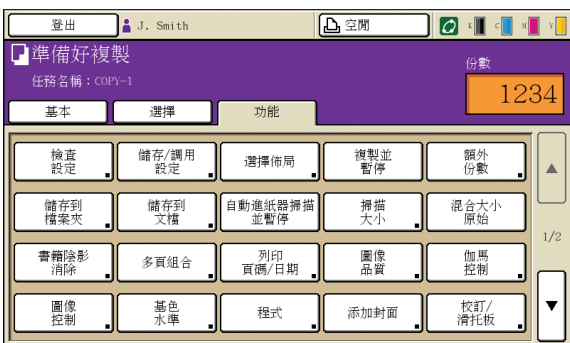 登出
J. Smith
空閒
K
C
M
Y
準備好複製
任務名稱：COPY-1
份數
1234
基本
選擇
功能
檢查
設定
儲存/調用
設定
選擇佈局
複製並
暫停
額外
份數
儲存到
檔案夾
儲存到
文檔
自動進紙器掃描
並暫停
掃描
大小
混合大小
原始
1/2
書籍陰影
消除
多頁組合
列印
頁碼/日期
圖像
品質
伽馬
控制
圖像
控制
基色
水準
程式
添加封面
校訂/
滑托板